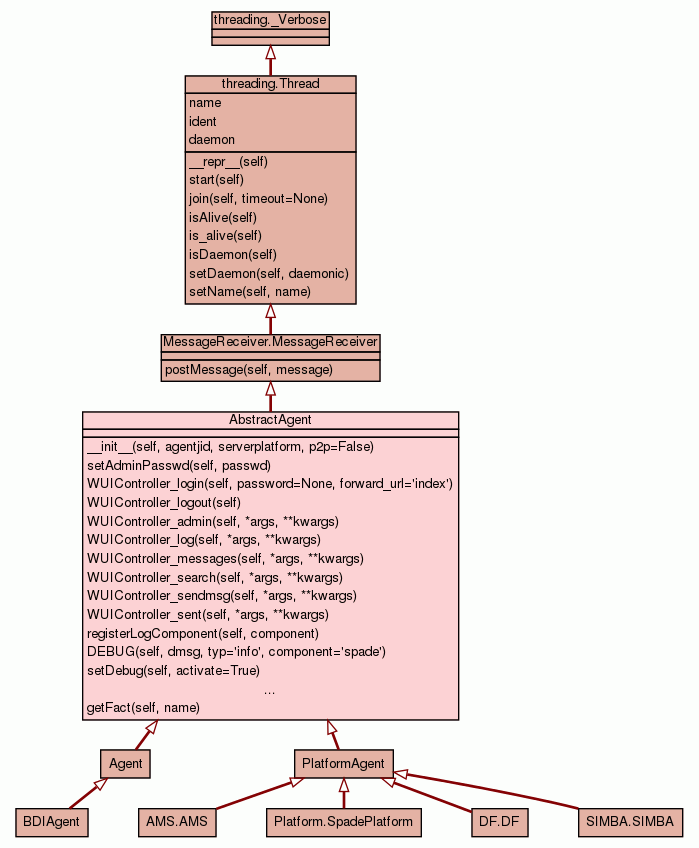 threading._Verbose
threading.Thread
name
ident
daemon
__repr__(self)
start(self)
join(self, timeout=None)
isAlive(self)
is_alive(self)
isDaemon(self)
setDaemon(self, daemonic)
setName(self, name)
MessageReceiver.MessageReceiver
postMessage(self, message)
AbstractAgent
__init__(self, agentjid, serverplatform, p2p=False)
setAdminPasswd(self, passwd)
WUIController_login(self, password=None, forward_url='index')
WUIController_logout(self)
WUIController_admin(self, *args, **kwargs)
WUIController_log(self, *args, **kwargs)
WUIController_messages(self, *args, **kwargs)
WUIController_search(self, *args, **kwargs)
WUIController_sendmsg(self, *args, **kwargs)
WUIController_sent(self, *args, **kwargs)
registerLogComponent(self, component)
DEBUG(self, dmsg, typ='info', component='spade')
setDebug(self, activate=True)
...
getFact(self, name)
Agent
PlatformAgent
BDIAgent
AMS.AMS
Platform.SpadePlatform
DF.DF
SIMBA.SIMBA